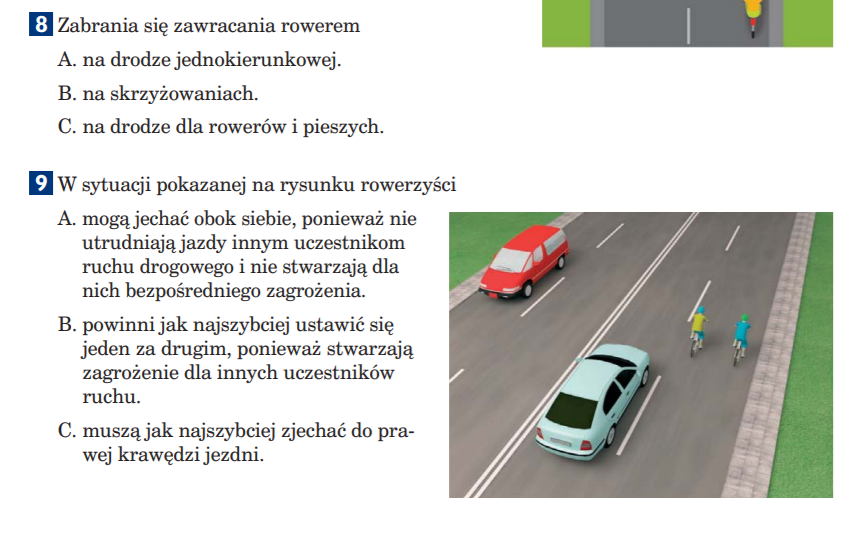 8 Zabrania się zawracania rowerem
A. na drodze jednokierunkowej.
B. na skrzyżowaniach.
C. na drodze dla rowerów i pieszych.
9 W sytuacji pokazanej na rysunku rowerzyści
A. mogą jechać obok siebie, ponieważ nie
utrudniają jazdy innym uczestnikom
ruchu drogowego i nie stwarzają dla
nich bezpośredniego zagrożenia.
B. powinni jak najszybciej ustawić się
jeden za drugim, ponieważ stwarzają
zagrożenie dla innych uczestników
ruchu.
C. muszą jak najszybciej zjechać do pra-
wej krawędzi jezdni.